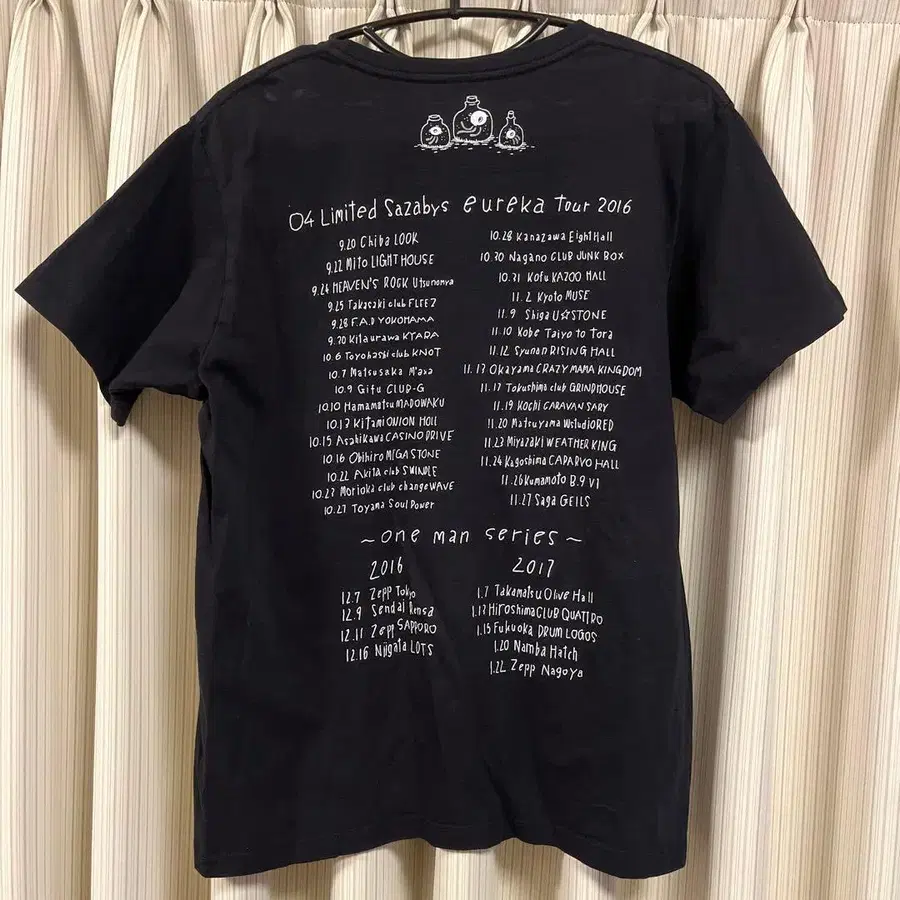 04 Limited Sazabys eureka Tour 2016
9.20 Chiba LOOK
9.22 Mito LIGHT HOUSE
9.24 HEAVEN'S ROCK Utsunomya
9.25 Takasaki club FLEEZ
9.28 F.A.D YOKOHAMA
9.30 Kitaurawa KYARA
10.6 Toyohashi club KNOT
10.7 Matsusaka M'axa
10.9 Gifu CLUB-G
10.10 Hamamatsu MADOWAKU
10.13 Kitami ONION HOLL
10.15 Asahikawa CASINO DRIVE
10.16 Obihiro MEGA STONE
10.22 Akita club SWINDLE
10.23 Morioka club change WAVE
10.27 Toyama Soul Power
10.28 Kanazawa Eight Hall
10.30 Nagano CLUB JUNK BOX
10.31 Kofu KAZOO HALL
11.2 Kyoto MUSE
11.9 Shiga U☆STONE
11.10 Kobe Taiyo to Tora
11.12 Syunan RISING HALL
11.13 Okayama CRAZY MAMA KINGDOM
11.17 Tokushima club GRINDHOUSE
11.19 Kochi CARAVAN SARY
11.20 Matsuyama WstudioRED
11.23 Miyazaki WEATHER KING
11.24 Kagoshima CAPARVO HALL
11.26 Kumamoto B.9 V1
11.27 Saga GEILS
~one man series~
2016
12.7 Zepp Tokyo
12.9 Sendai Rensa
12.11 Zepp SAPPORO
12.16 Niigata LOTS
2017
1.7 Takamatsu Olive Hall
1.13 Hiroshima CLUB QUATTRO
1.15 Fukuoka DRUM LOGOS
1.20 Namba Hatch
1.22 Zepp Nagoya